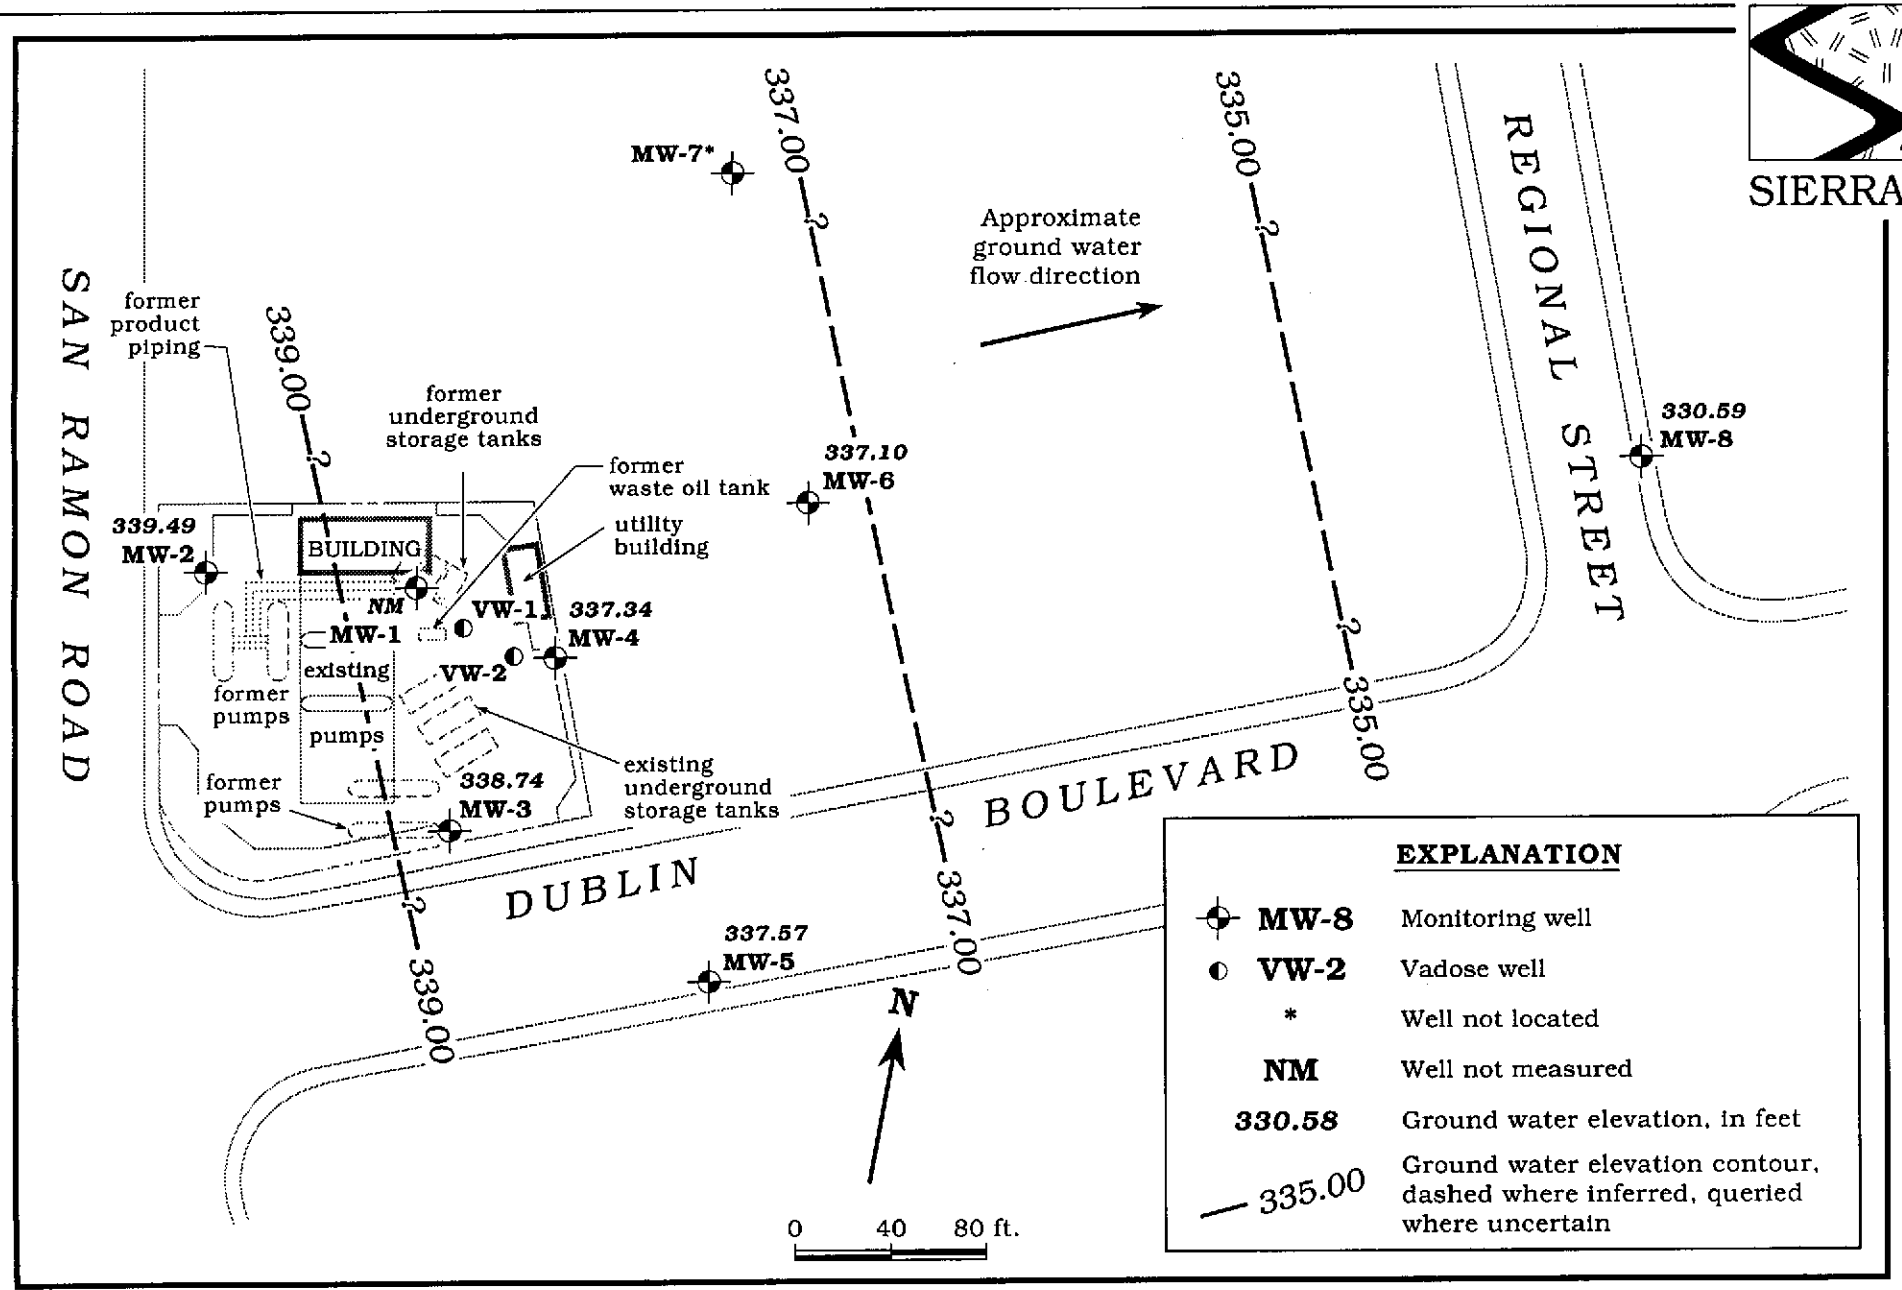 337.00
335.00
REGIONAL STREET
SIERRA
MW-7*
?
?
Approximate
ground water
flow direction
SAN RAMON ROAD
former
product
piping
339.00
?
former
underground
storage tanks
330.59
MW-8
337.10
MW-6
former
waste oil tank
utility
building
339.49
MW-2
BUILDING
NM
MW-1
VW-1
337.34
MW-4
VW-2
existing
pumps
former
pumps
?
335.00
existing
underground
storage tanks
former
pumps
338.74
MW-3
?
?
DUBLIN BOULEVARD
337.00
339.00
337.57
MW-5
N
0 40 80 ft.
EXPLANATION
MW-8 Monitoring well
VW-2 Vadose well
* Well not located
NM Well not measured
330.58 Ground water elevation, in feet
335.00 Ground water elevation contour,
dashed where inferred, queried
where uncertain